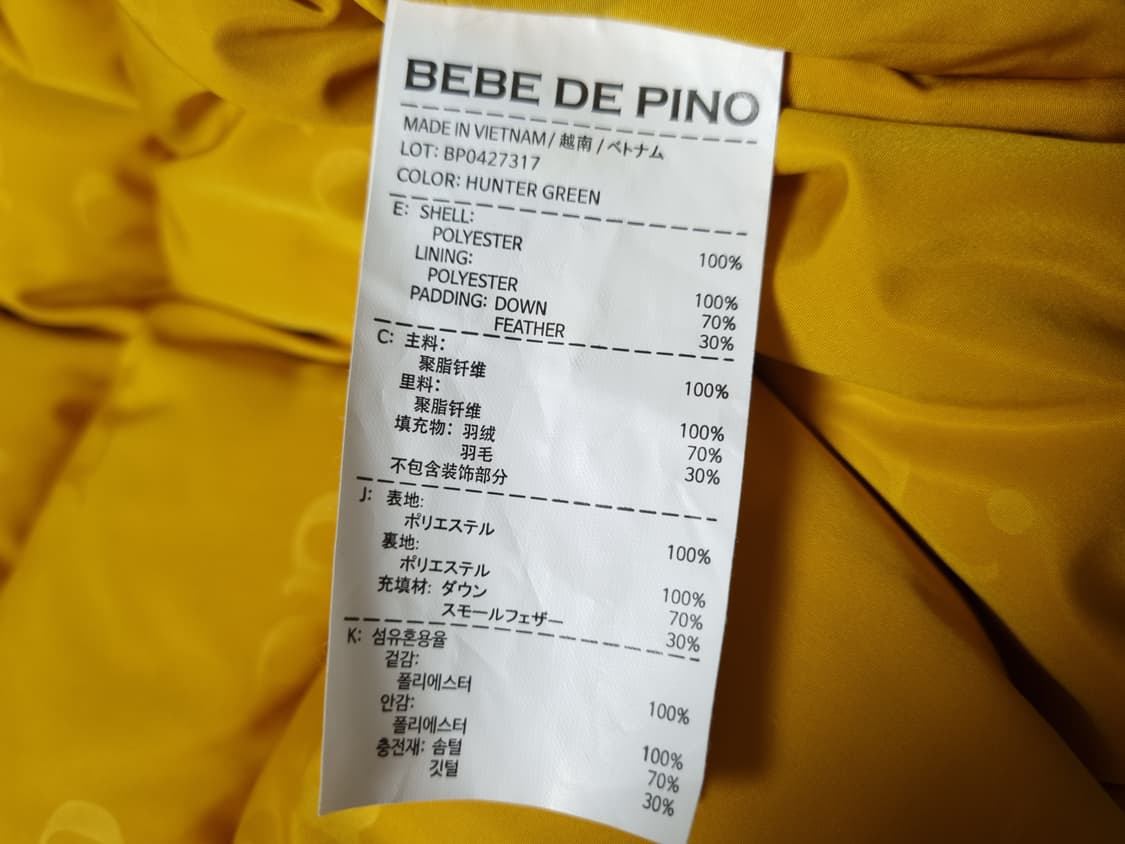 BEBE DE PINO
MADE IN VIETNAM / 越南 / ベトナム
LOT: BP0427317
COLOR: HUNTER GREEN
E: SHELL:
POLYESTER 100%
LINING:
POLYESTER 100%
PADDING: DOWN 70%
FEATHER 30%
C: 主料:
聚脂钎维 100%
里料:
聚脂钎维 100%
填充物: 羽绒 70%
羽毛 30%
不包含装饰部分
J: 表地:
ポリエステル 100%
裏地:
ポリエステル 100%
充填材: ダウン 70%
スモールフェザー 30%
K: 섬유혼용율
겉감:
폴리에스터 100%
안감:
폴리에스터 100%
충전재: 솜털 70%
깃털 30%